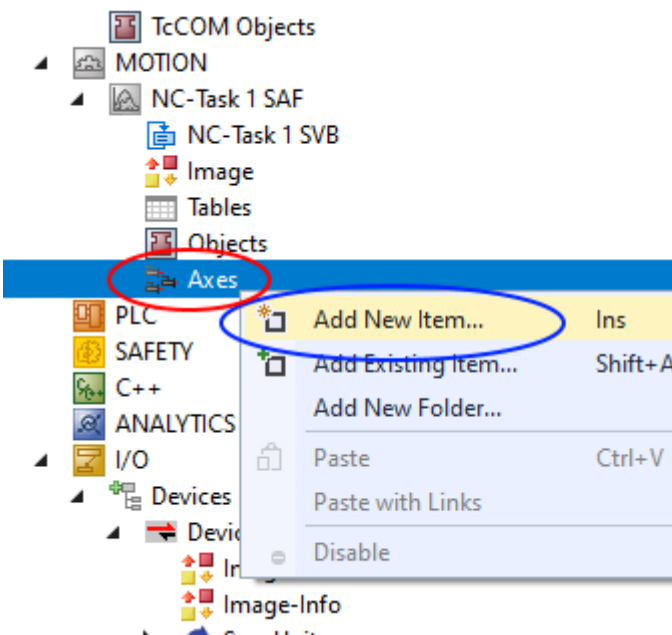 TcCOM Objects
MOTION
NC-Task 1 SAF
NC-Task 1 SVB
Image
Tables
Objects
Axes
PLC
Add New Item... Ins
SAFETY
Add Existing Item... Shift+A
C++
Add New Folder...
ANALYTICS
I/O
Paste Ctrl+V
Devices
Paste with Links
Disable
Image-Info